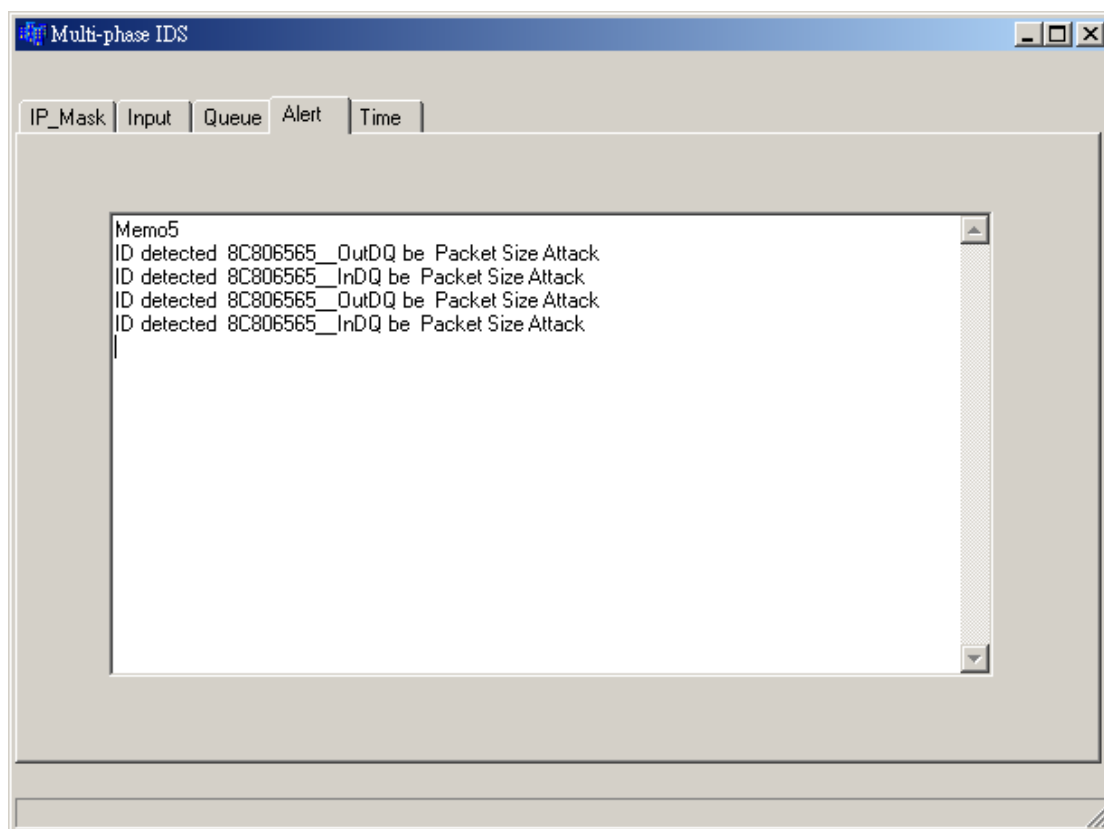 Multi-phase IDS
IP_Mask Input Queue Alert Time
Memo5
ID detected 8C806565__OutDQ be Packet Size Attack
ID detected 8C806565__InDQ be Packet Size Attack
ID detected 8C806565__OutDQ be Packet Size Attack
ID detected 8C806565__InDQ be Packet Size Attack